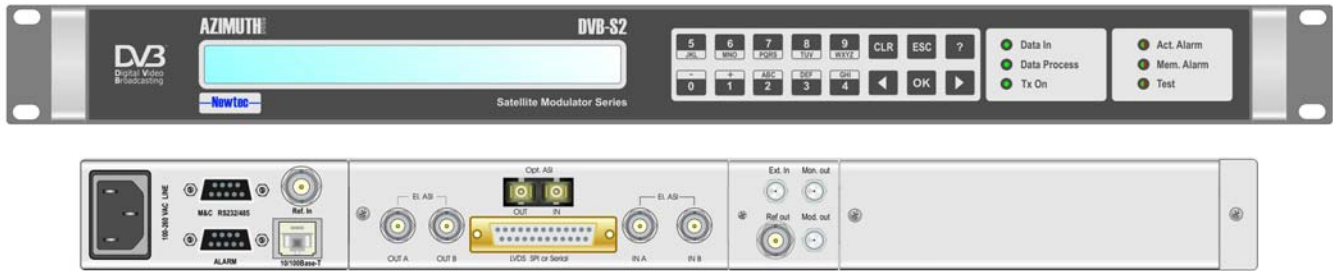 AZIMUTH
DVB-S2
DVB
Digital Video
Broadcasting
Newtec
Satellite Modulator Series
5 6 7 8 9 CLR ESC ?
JKL MNO PQRS TUV WXYZ
- + ABC DEF GHI
0 1 2 3 4 OK
Data In
Data Process
Tx On
Act. Alarm
Mem. Alarm
Test
100-260 VAC LINE
M&C RS232/485
Ref. In
ALARM
10/100Base-T
Opt. ASI
El. ASI
OUT IN
El. ASI
OUT A
OUT B
LVDS SPI or Serial
IN A
IN B
Ext. In
Mon. out
Ref out
Mod. out